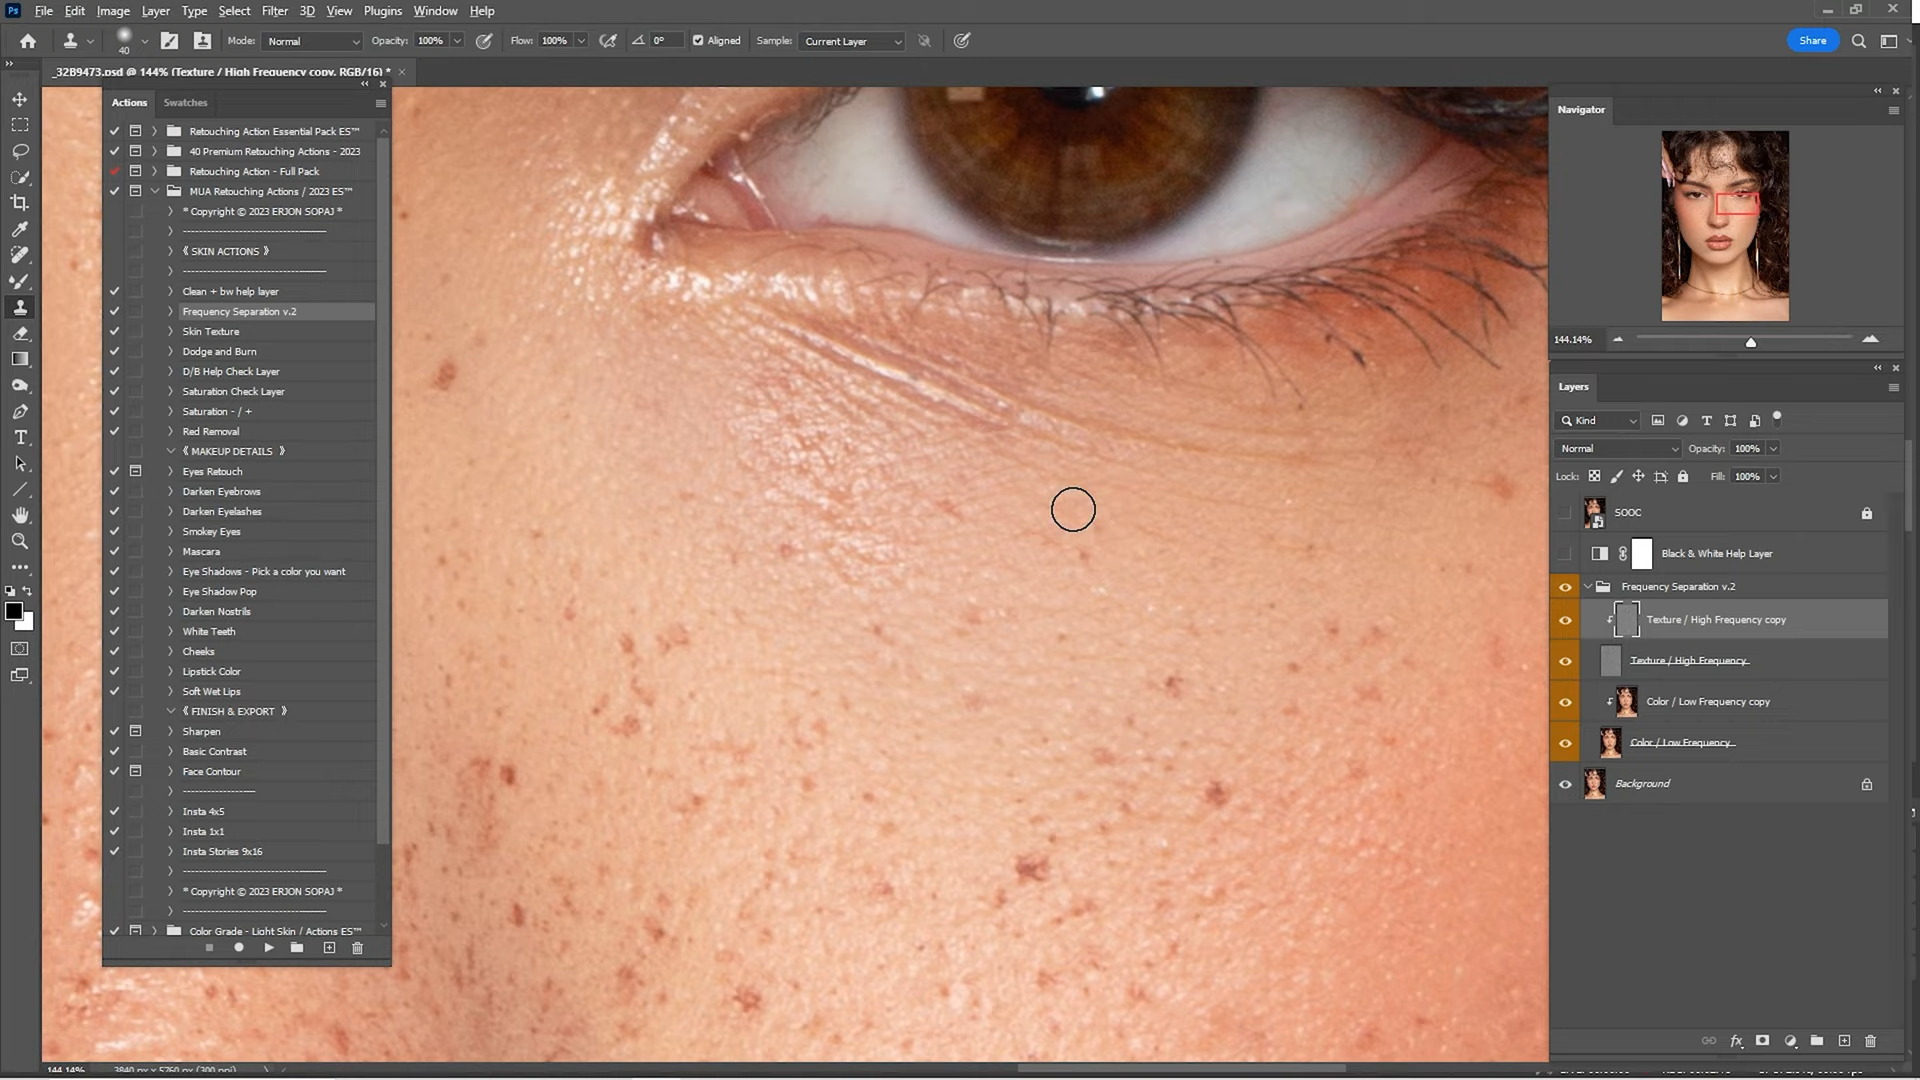 Ps File Edit Image Layer Type Select Filter 3D View Plugins Window Help
40 Mode: Normal Opacity: 100% Flow: 100% 0° Aligned Sample: Current Layer Share
_32B9473.psd @ 144% (Texture / High Frequency copy, RGB/16) *
Actions Swatches
Retouching Action Essential Pack ES™
40 Premium Retouching Actions - 2023
Retouching Action - Full Pack
MUA Retouching Actions / 2023 ES™
* Copyright © 2023 ERJON SOPAJ *
------------------------------------
《 SKIN ACTIONS 》
------------------------------------
Clean + bw help layer
Frequency Separation v.2
Skin Texture
Dodge and Burn
D/B Help Check Layer
Saturation Check Layer
Saturation - / +
Red Removal
《 MAKEUP DETAILS 》
Eyes Retouch
Darken Eyebrows
Darken Eyelashes
Smokey Eyes
Mascara
Eye Shadows - Pick a color you want
Eye Shadow Pop
Darken Nostrils
White Teeth
Cheeks
Lipstick Color
Soft Wet Lips
《 FINISH & EXPORT 》
Sharpen
Basic Contrast
Face Contour
------------------
Insta 4x5
Insta 1x1
Insta Stories 9x16
------------------------------------
* Copyright © 2023 ERJON SOPAJ *
------------------------------------
Color Grade - Light Skin / Actions ES™
Navigator
144.14%
Layers
Kind
Normal Opacity: 100%
Lock: Fill: 100%
SOOC
Black & White Help Layer
Frequency Separation v.2
Texture / High Frequency copy
Texture / High Frequency
Color / Low Frequency copy
Color / Low Frequency
Background
144.14% 3840 px x 5760 px (300 ppi)